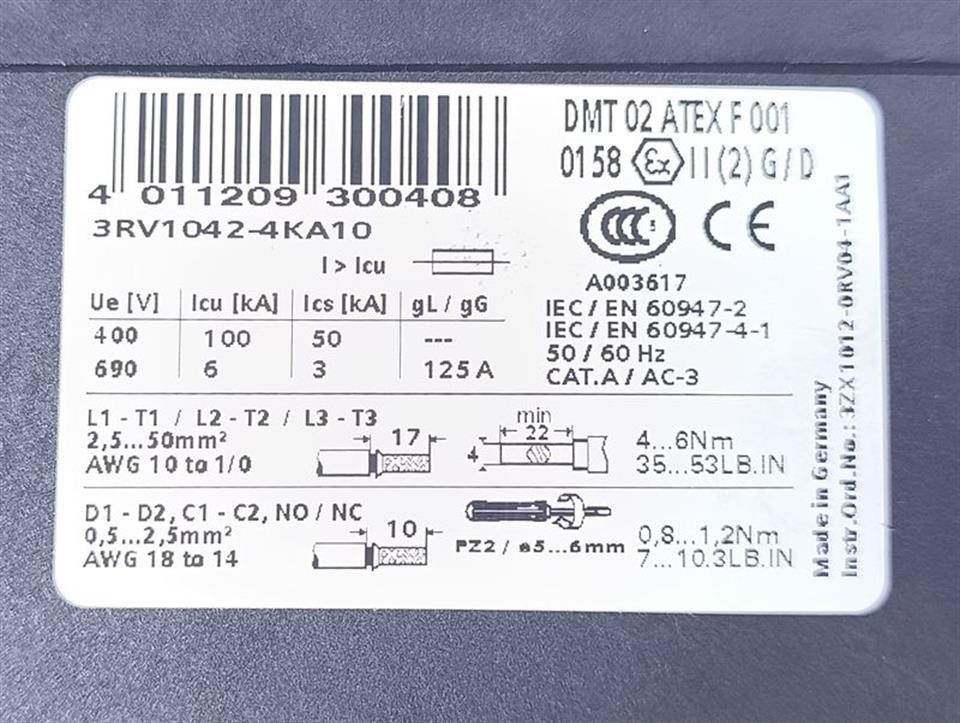 4 011209 300408
3RV1042-4KA10
I > Icu
Ue [V] Icu [kA] Ics [kA] gL / gG
400 100 50 ---
690 6 3 125 A
DMT 02 ATEX F 001
0158 Ex II (2) G / D
CCC S CE
A003617
IEC / EN 60947-2
IEC / EN 60947-4-1
50 / 60 Hz
CAT. A / AC-3
L1 - T1 / L2 - T2 / L3 - T3
2,5...50mm²
AWG 10 to 1/0
17
min
22
4
4...6Nm
35...53LB.IN
D1 - D2, C1 - C2, NO / NC
0,5...2,5mm²
AWG 18 to 14
10
PZ2 / ø5...6mm
0,8...1,2Nm
7...10.3LB.IN
Made in Germany
Instr.Ord.No.: 3ZX1012-0RV04-1AA1